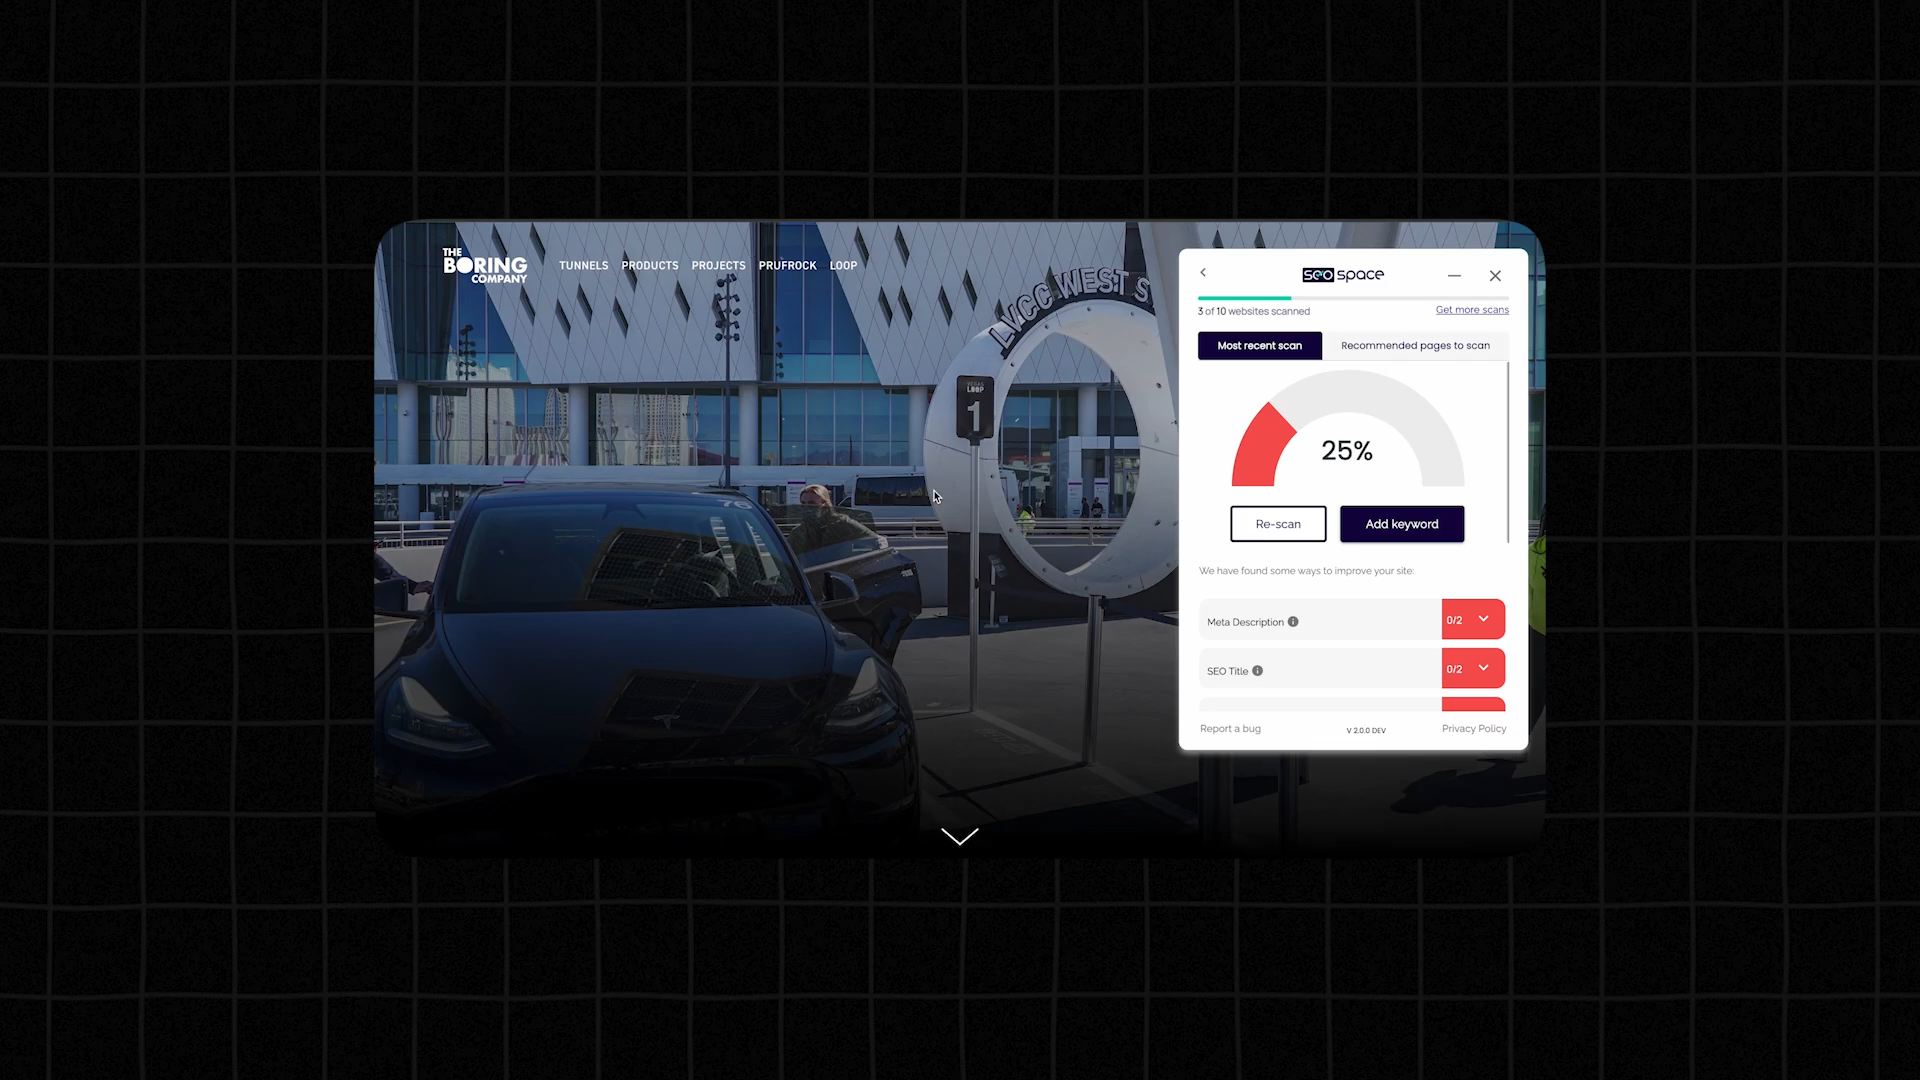 THE
BORING
COMPANY
TUNNELS PRODUCTS PROJECTS PRUFROCK LOOP
LVCC WEST S
VEGAS
LOOP
1
76
seo space
3 of 10 websites scanned
Get more scans
Most recent scan
Recommended pages to scan
25%
Re-scan
Add keyword
We have found some ways to improve your site:
Meta Description
0/2
SEO Title
0/2
Report a bug
V 2.0.0 DEV
Privacy Policy